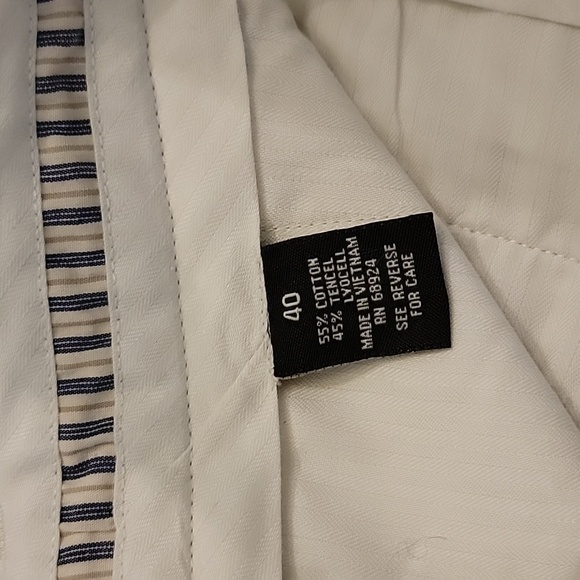 40
55% COTTON
45% TENCEL
LYOCELL
MADE IN VIETNAM
RN 68924
SEE REVERSE
FOR CARE